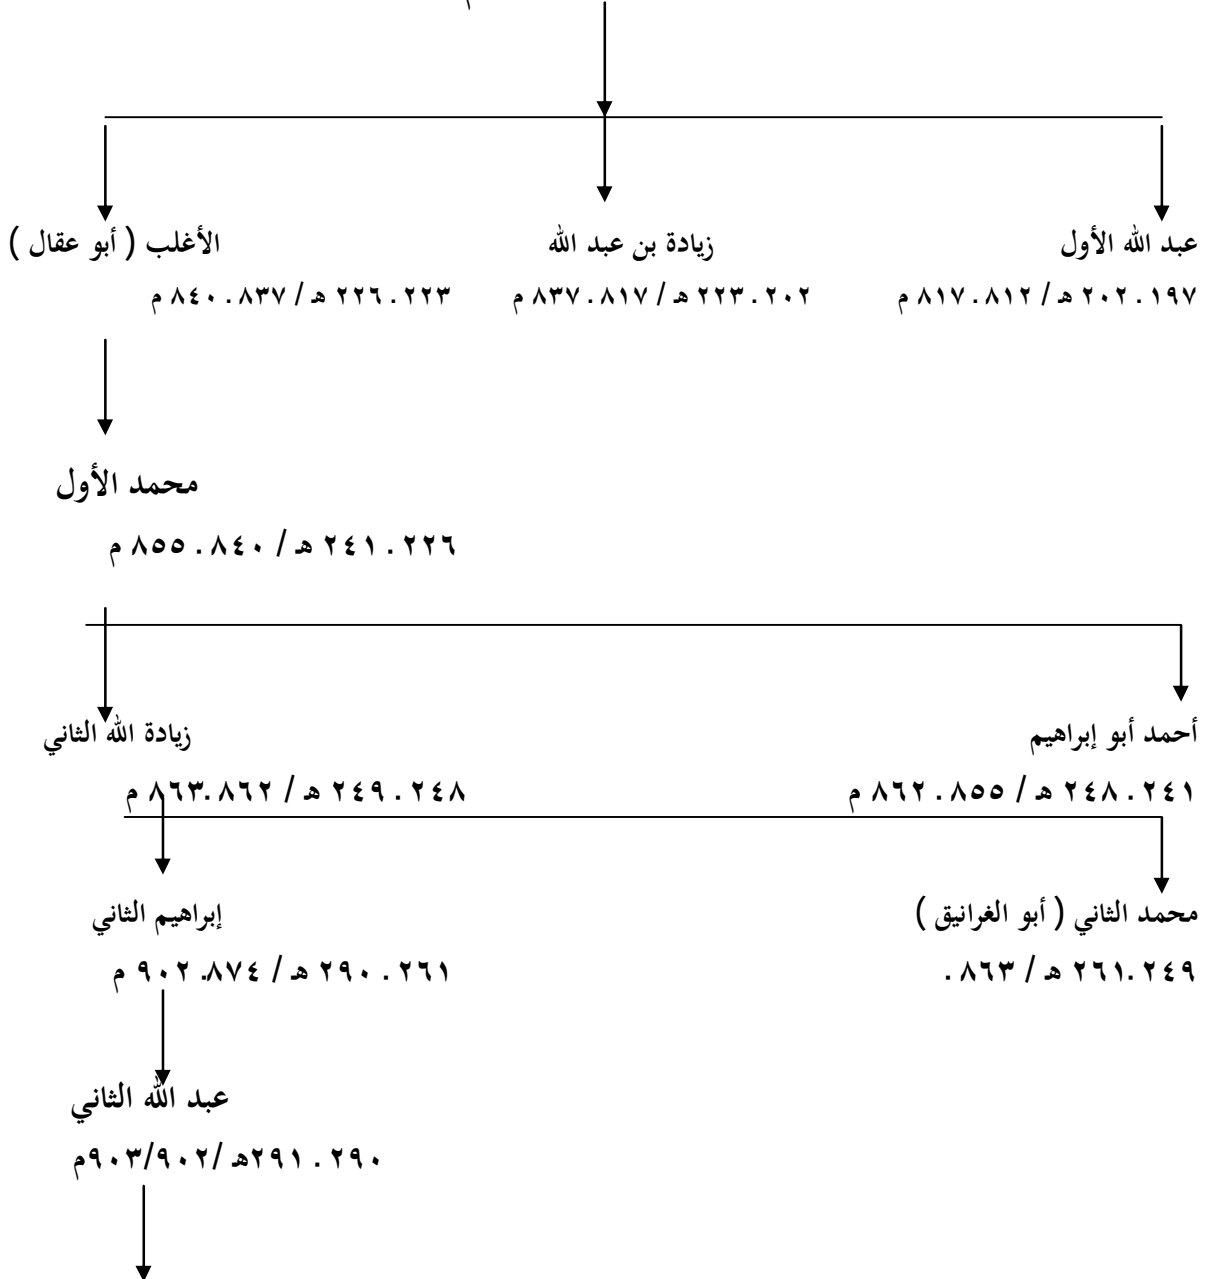 م
عبد الله الأول
زيادة بن عبد الله
الأغلب ( أبو عقال )
١٩٧ . ٢٠٢ هـ / ٨١٢ . ٨١٧ م
٢٠٢ . ٢٢٣ هـ / ٨١٧ . ٨٣٧ م
٢٢٣ . ٢٢٦ هـ / ٨٣٧ . ٨٤٠ م
محمد الأول
٢٢٦ . ٢٤١ هـ / ٨٤٠ . ٨٥٥ م
أحمد أبو إبراهيم
زيادة الله الثاني
٢٤١ . ٢٤٨ هـ / ٨٥٥ . ٨٦٢ م
٢٤٨ . ٢٤٩ هـ / ٨٦٢ .٨٦٣ م
محمد الثاني ( أبو الغرانيق )
إبراهيم الثاني
٢٤٩ .٢٦١ هـ / ٨٦٣ .
٢٦١ . ٢٩٠ هـ / ٨٧٤. ٩٠٢ م
عبد الله الثاني
٢٩٠ . ٢٩١هـ /٩٠٢/٩٠٣م